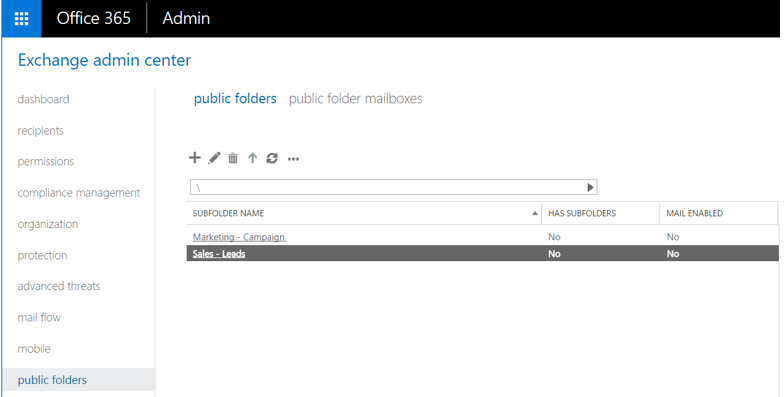 Office 365 Admin
Exchange admin center
dashboard
recipients
permissions
compliance management
organization
protection
advanced threats
mail flow
mobile
public folders
public folders public folder mailboxes
\
SUBFOLDER NAME HAS SUBFOLDERS MAIL ENABLED
Marketing - Campaign No No
Sales - Leads No No